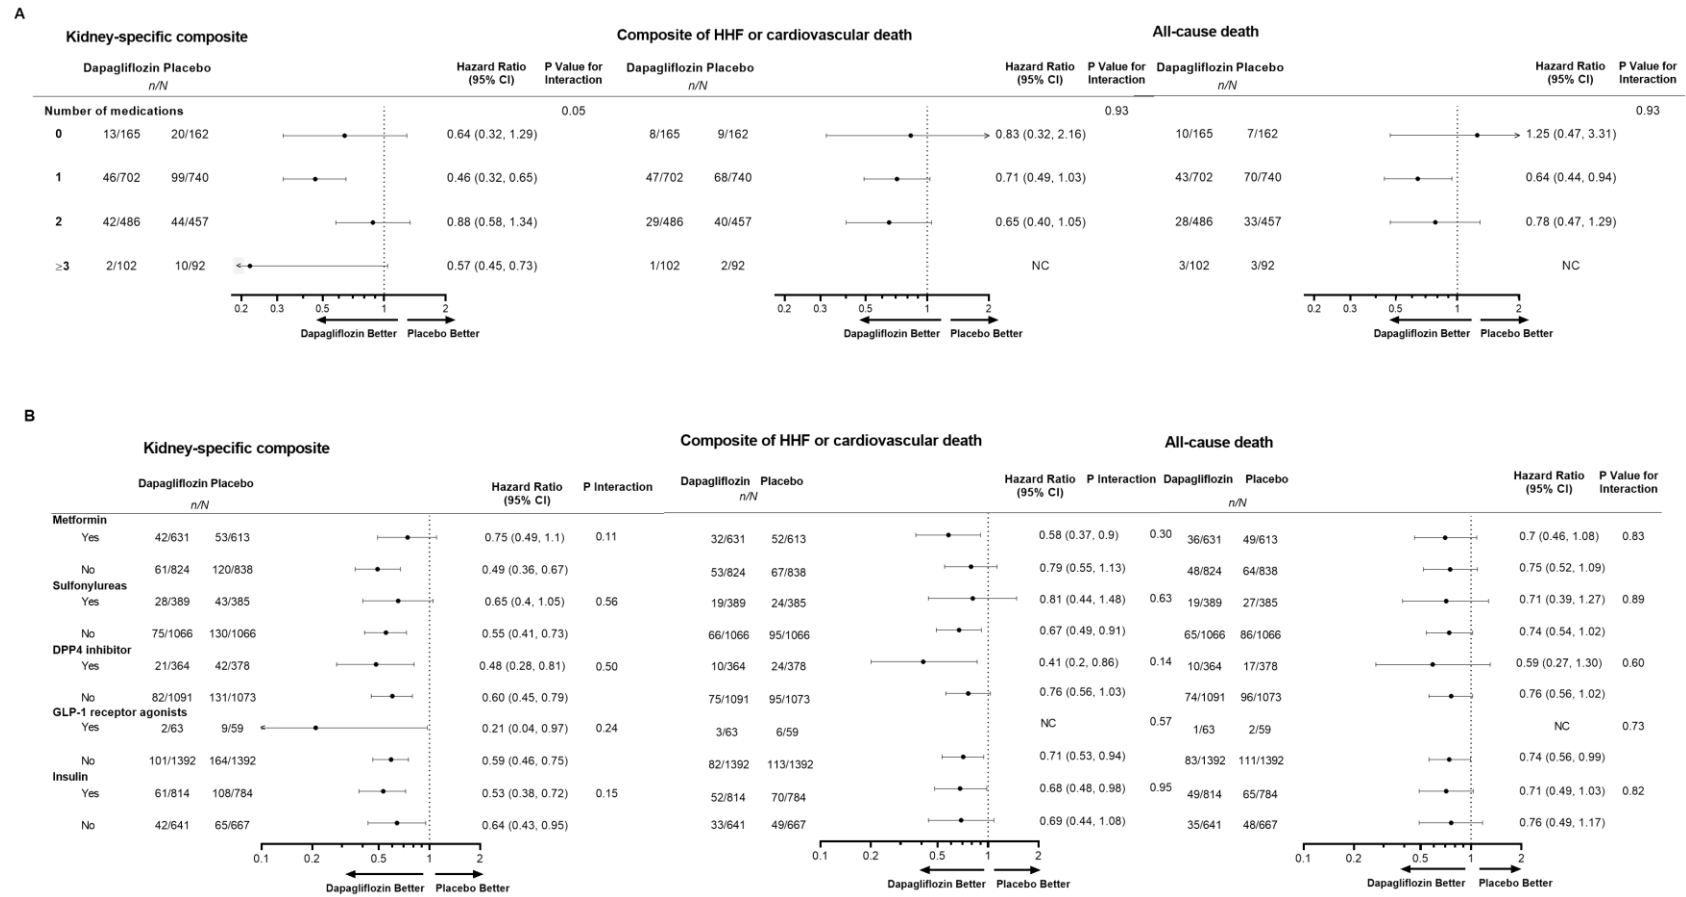 A
Kidney-specific composite
Composite of HHF or cardiovascular death
All-cause death
Dapagliflozin Placebo
n/N
Hazard Ratio
(95% CI)
P Value for
Interaction
Dapagliflozin Placebo
n/N
Hazard Ratio
(95% CI)
P Value for
Interaction
Dapagliflozin Placebo
n/N
Hazard Ratio
(95% CI)
P Value for
Interaction
Number of medications 0.05 0.93 0.93
0 13/165 20/162 0.64 (0.32, 1.29) 8/165 9/162 0.83 (0.32, 2.16) 10/165 7/162 1.25 (0.47, 3.31)
1 46/702 99/740 0.46 (0.32, 0.65) 47/702 68/740 0.71 (0.49, 1.03) 43/702 70/740 0.64 (0.44, 0.94)
2 42/486 44/457 0.88 (0.58, 1.34) 29/486 40/457 0.65 (0.40, 1.05) 28/486 33/457 0.78 (0.47, 1.29)
≥3 2/102 10/92 0.57 (0.45, 0.73) 1/102 2/92 NC 3/102 3/92 NC
0.2 0.3 0.5 1 2 0.2 0.3 0.5 1 2 0.2 0.3 0.5 1 2
Dapagliflozin Better Placebo Better Dapagliflozin Better Placebo Better Dapagliflozin Better Placebo Better
B
Kidney-specific composite
Composite of HHF or cardiovascular death
All-cause death
Dapagliflozin Placebo
n/N
Hazard Ratio
(95% CI)
P Interaction
Dapagliflozin Placebo
n/N
Hazard Ratio
(95% CI)
P Interaction
Dapagliflozin Placebo
n/N
Hazard Ratio
(95% CI)
P Value for
Interaction
Metformin
Yes 42/631 53/613 0.75 (0.49, 1.1) 0.11 32/631 52/613 0.58 (0.37, 0.9) 0.30 36/631 49/613 0.7 (0.46, 1.08) 0.83
No 61/824 120/838 0.49 (0.36, 0.67) 53/824 67/838 0.79 (0.55, 1.13) 48/824 64/838 0.75 (0.52, 1.09)
Sulfonylureas
Yes 28/389 43/385 0.65 (0.4, 1.05) 0.56 19/389 24/385 0.81 (0.44, 1.48) 0.63 19/389 27/385 0.71 (0.39, 1.27) 0.89
No 75/1066 130/1066 0.55 (0.41, 0.73) 66/1066 95/1066 0.67 (0.49, 0.91) 65/1066 86/1066 0.74 (0.54, 1.02)
DPP4 inhibitor
Yes 21/364 42/378 0.48 (0.28, 0.81) 0.50 10/364 24/378 0.41 (0.2, 0.86) 0.14 10/364 17/378 0.59 (0.27, 1.30) 0.60
No 82/1091 131/1073 0.60 (0.45, 0.79) 75/1091 95/1073 0.76 (0.56, 1.03) 74/1091 96/1073 0.76 (0.56, 1.02)
GLP-1 receptor agonists
Yes 2/63 9/59 0.21 (0.04, 0.97) 0.24 3/63 6/59 NC 0.57 1/63 2/59 NC 0.73
No 101/1392 164/1392 0.59 (0.46, 0.75) 82/1392 113/1392 0.71 (0.53, 0.94) 83/1392 111/1392 0.74 (0.56, 0.99)
Insulin
Yes 61/814 108/784 0.53 (0.38, 0.72) 0.15 52/814 70/784 0.68 (0.48, 0.98) 0.95 49/814 65/784 0.71 (0.49, 1.03) 0.82
No 42/641 65/667 0.64 (0.43, 0.95) 33/641 49/667 0.69 (0.44, 1.08) 35/641 48/667 0.76 (0.49, 1.17)
0.1 0.2 0.5 1 2 0.1 0.2 0.5 1 2 0.1 0.2 0.5 1 2
Dapagliflozin Better Placebo Better Dapagliflozin Better Placebo Better Dapagliflozin Better Placebo Better